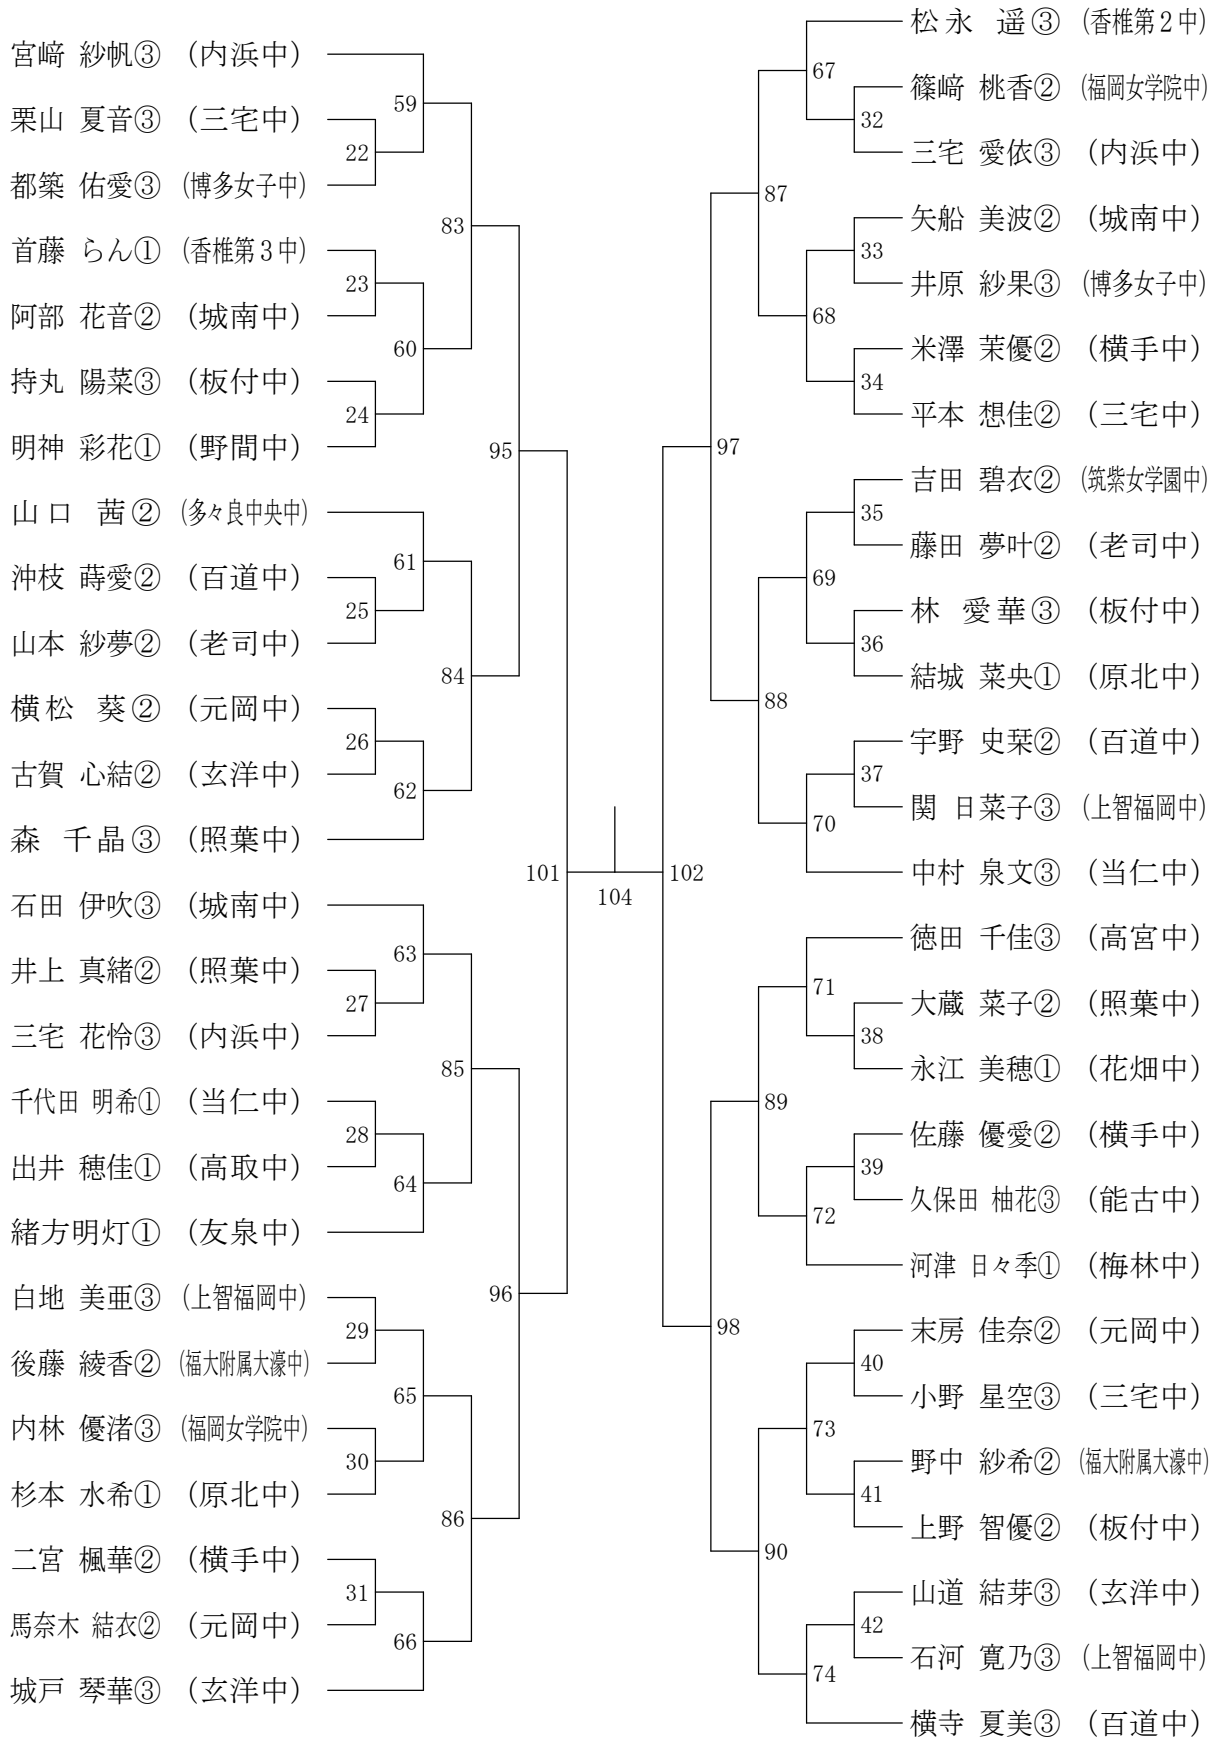 宮﨑 紗帆③ (内浜中)
栗山 夏音③ (三宅中)
都築 佑愛③ (博多女子中)
首藤 らん① (香椎第3中)
阿部 花音② (城南中)
持丸 陽菜③ (板付中)
明神 彩花① (野間中)
山口 茜② (多々良中央中)
沖枝 蒔愛② (百道中)
山本 紗夢② (老司中)
横松 葵② (元岡中)
古賀 心結② (玄洋中)
森 千晶③ (照葉中)
石田 伊吹③ (城南中)
井上 真緒② (照葉中)
三宅 花怜③ (内浜中)
千代田 明希① (当仁中)
出井 穂佳① (高取中)
緒方明灯① (友泉中)
白地 美亜③ (上智福岡中)
後藤 綾香② (福大附属大濠中)
内林 優渚③ (福岡女学院中)
杉本 水希① (原北中)
二宮 楓華② (横手中)
馬奈木 結衣② (元岡中)
城戸 琴華③ (玄洋中)
22
23
24
25
26
27
28
29
30
31
59
60
61
62
63
64
65
66
83
84
85
86
95
96
101
104
102
97
98
87
88
89
90
67
68
69
70
71
72
73
74
32
33
34
35
36
37
38
39
40
41
42
松永 遥③ (香椎第2中)
篠﨑 桃香② (福岡女学院中)
三宅 愛依③ (内浜中)
矢船 美波② (城南中)
井原 紗果③ (博多女子中)
米澤 茉優② (横手中)
平本 想佳② (三宅中)
吉田 碧衣② (筑紫女学園中)
藤田 夢叶② (老司中)
林 愛華③ (板付中)
結城 菜央① (原北中)
宇野 史栞② (百道中)
関 日菜子③ (上智福岡中)
中村 泉文③ (当仁中)
徳田 千佳③ (高宮中)
大蔵 菜子② (照葉中)
永江 美穂① (花畑中)
佐藤 優愛② (横手中)
久保田 柚花③ (能古中)
河津 日々季① (梅林中)
末房 佳奈② (元岡中)
小野 星空③ (三宅中)
野中 紗希② (福大附属大濠中)
上野 智優② (板付中)
山道 結芽③ (玄洋中)
石河 寛乃③ (上智福岡中)
横寺 夏美③ (百道中)